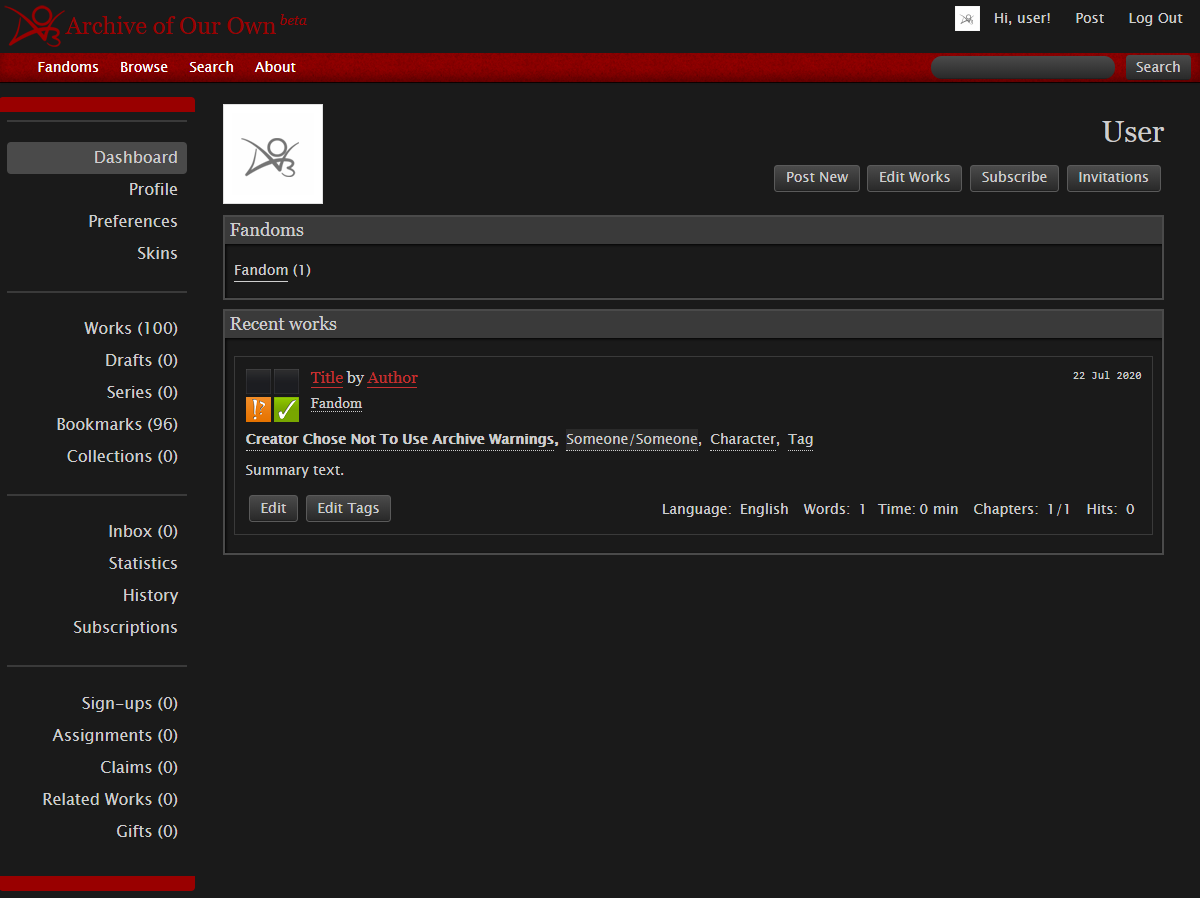 Archive of Our Own beta
Hi, user! Post Log Out
Fandoms Browse Search About Search
Dashboard
Profile
Preferences
Skins
Works (100)
Drafts (0)
Series (0)
Bookmarks (96)
Collections (0)
Inbox (0)
Statistics
History
Subscriptions
Sign-ups (0)
Assignments (0)
Claims (0)
Related Works (0)
Gifts (0)
User
Post New Edit Works Subscribe Invitations
Fandoms
Fandom (1)
Recent works
Title by Author 22 Jul 2020
Fandom
!? ✓
Creator Chose Not To Use Archive Warnings, Someone/Someone, Character, Tag
Summary text.
Edit Edit Tags Language: English Words: 1 Time: 0 min Chapters: 1/1 Hits: 0